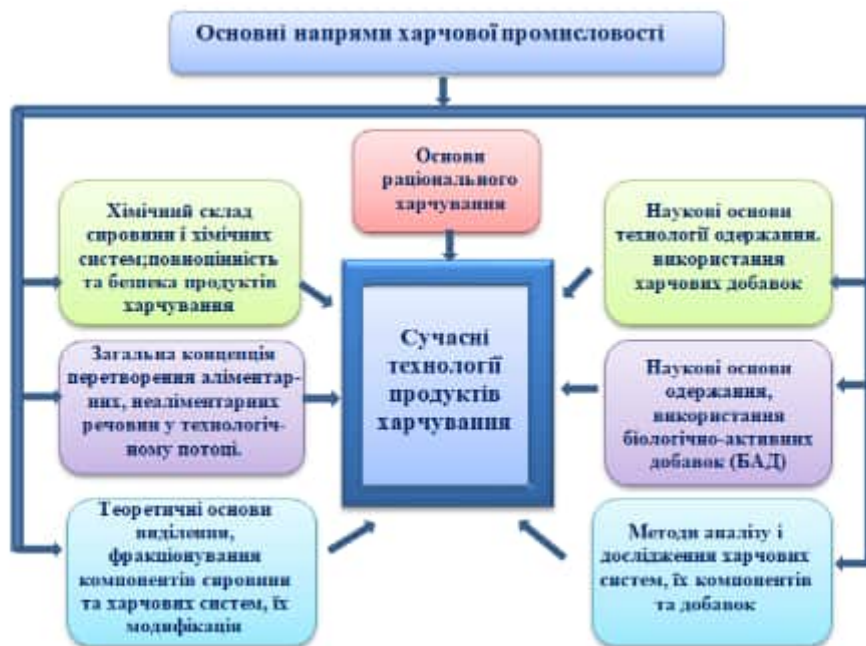 Основні напрями харчової промисловості
Основи
раціонального
харчування
Хімічний склад
сировини і хімічних
систем;повноцінність
та безпека продуктів
харчування
Загальна концепція
перетворення аліментар-
них, неаліментарних
речовин у технологіч-
ному потоці.
Теоретичні основи
виділення,
фракціонування
компонентів сировини
та харчових систем, їх
модифікація
Сучасні
технології
продуктів
харчування
Наукові основи
технології одержання.
використання
харчових добавок
Наукові основи
одержання,
використання
біологічно-активних
добавок (БАД)
Методи аналізу і
дослідження харчових
систем, їх компонентів
та добавок